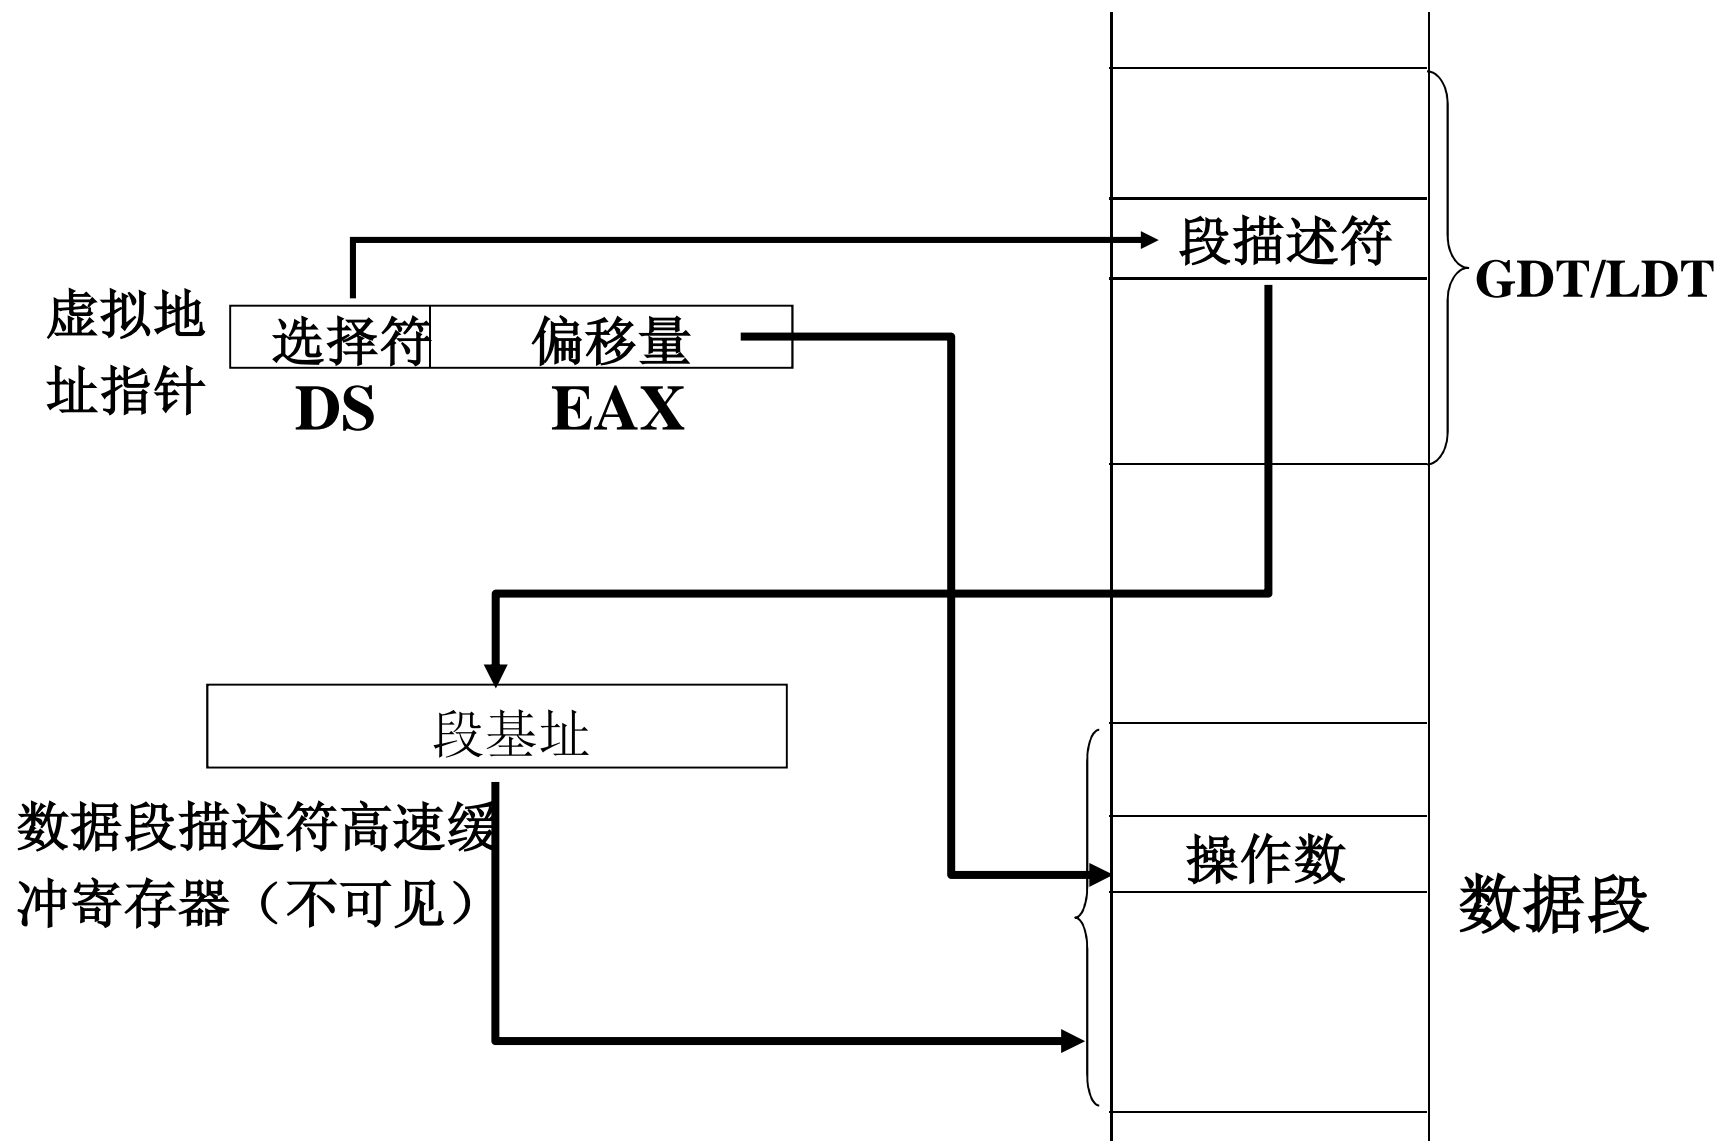 段描述符
GDT/LDT
虚拟地
址指针
选择符
偏移量
DS
EAX
段基址
数据段描述符高速缓
冲寄存器（不可见）
操作数
数据段